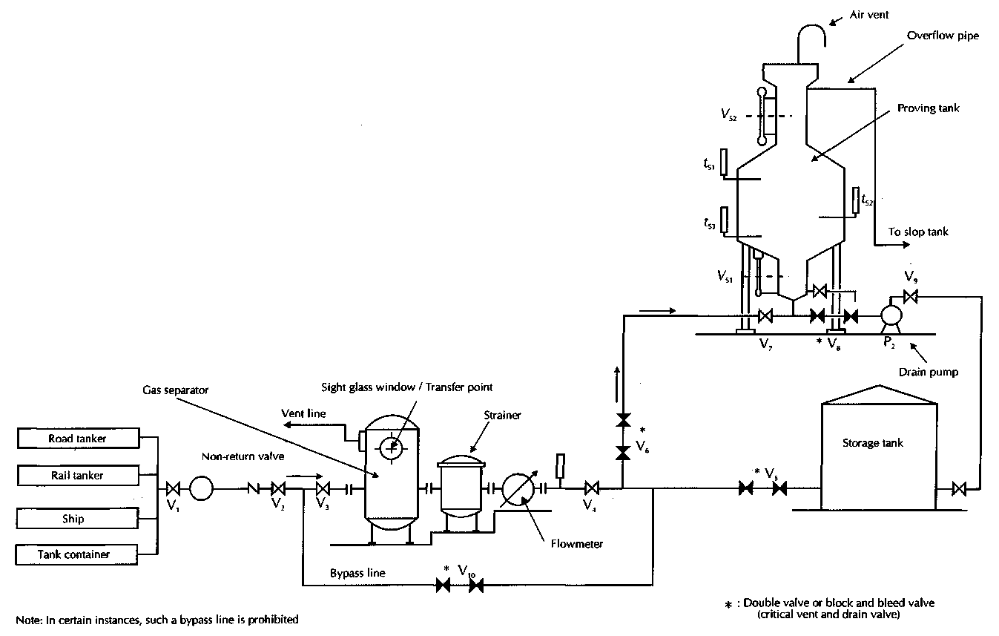 Air vent
Overflow pipe
Proving tank
V_S2
t_S1
t_S2
t_S3
To slop tank
V_S1
V_9
V_7
* V_8
P_2
Drain pump
Gas separator
Sight glass window / Transfer point
Vent line
Strainer
Road tanker
Rail tanker
Ship
Tank container
Non-return valve
V_1
V_2
V_3
V_4
*
V_6
* V_5
Storage tank
Flowmeter
Bypass line
* V_10
* : Double valve or block and bleed valve
(critical vent and drain valve)
Note: In certain instances, such a bypass line is prohibited